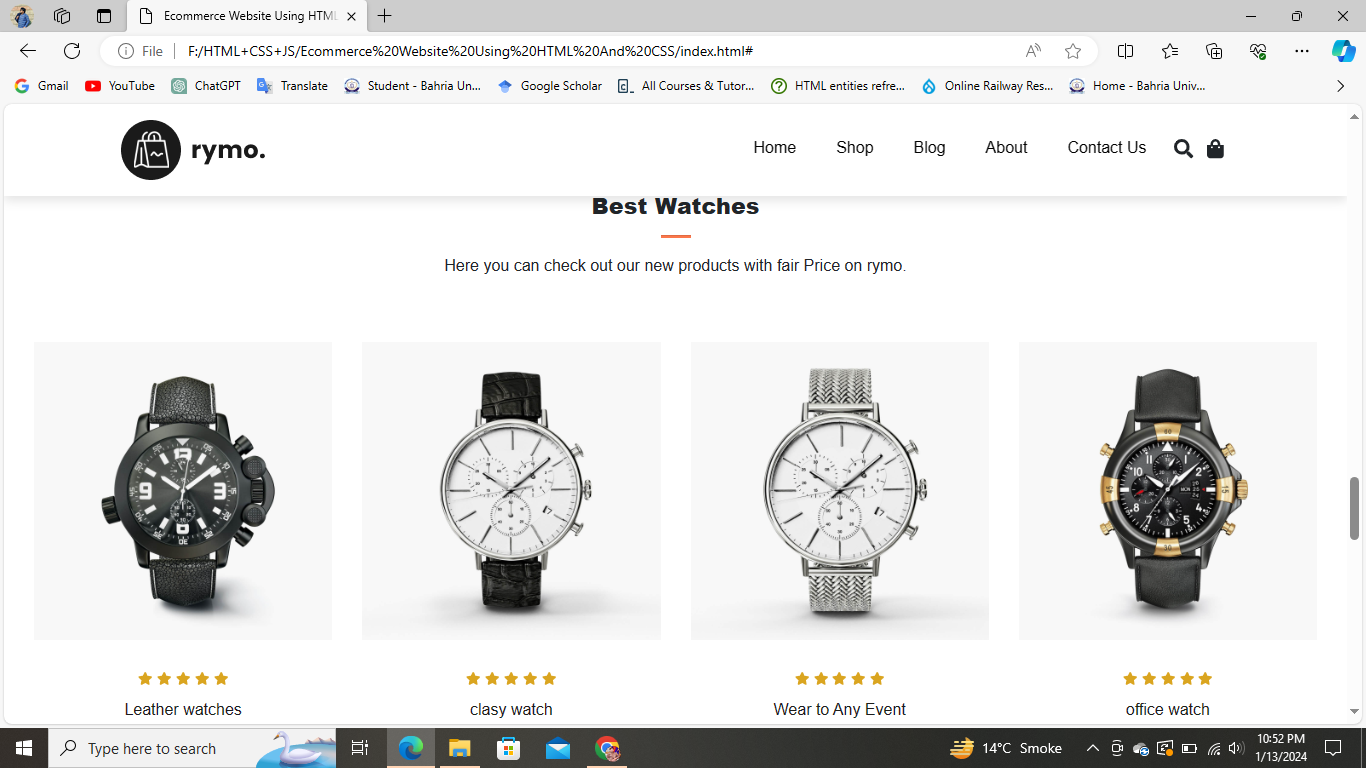 Ecommerce Website Using HTML
File
F:/HTML+CSS+JS/Ecommerce%20Website%20Using%20HTML%20And%20CSS/index.html#
Gmail
YouTube
ChatGPT
Translate
Student - Bahria Un...
Google Scholar
All Courses & Tutor...
HTML entities refre...
Online Railway Res...
Home - Bahria Univ...
rymo.
Home
Shop
Blog
About
Contact Us
Best Watches
Here you can check out our new products with fair Price on rymo.
Leather watches
clasy watch
Wear to Any Event
office watch
Type here to search
14°C Smoke
10:52 PM
1/13/2024